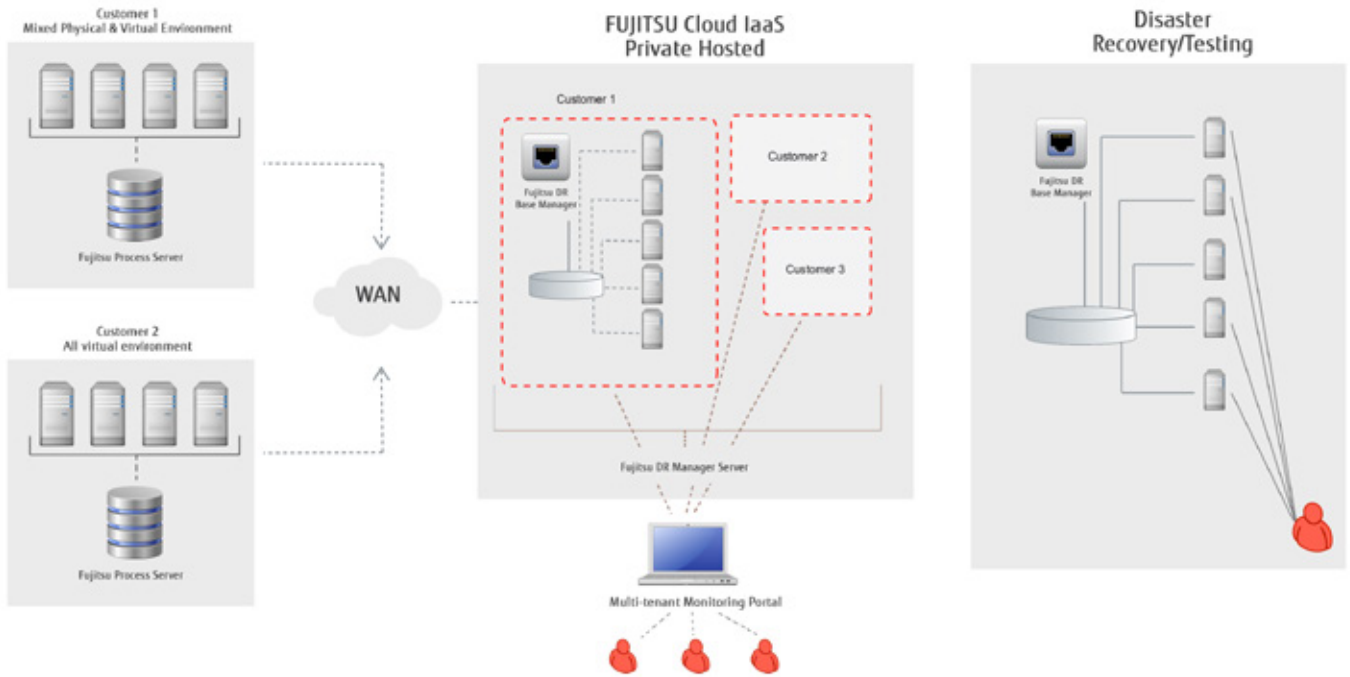 Customer 1
Mixed Physical & Virtual Environment
Fujitsu Process Server
Customer 2
All virtual environment
Fujitsu Process Server
WAN
FUJITSU Cloud IaaS
Private Hosted
Customer 1
Fujitsu DR
Base Manager
Customer 2
Customer 3
Fujitsu DR Manager Server
Multi-tenant Monitoring Portal
Disaster
Recovery/Testing
Fujitsu DR
Base Manager